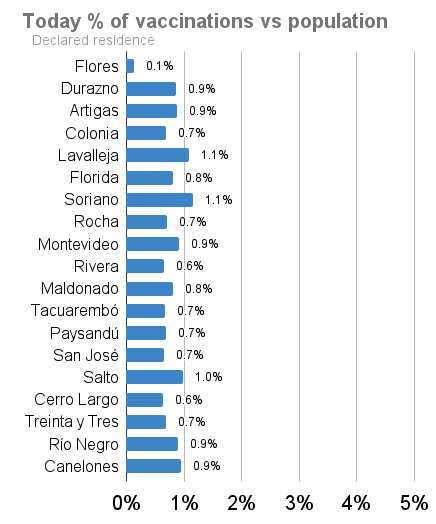 Today % of vaccinations vs population
Declared residence
Flores 0.1%
Durazno 0.9%
Artigas 0.9%
Colonia 0.7%
Lavalleja 1.1%
Florida 0.8%
Soriano 1.1%
Rocha 0.7%
Montevideo 0.9%
Rivera 0.6%
Maldonado 0.8%
Tacuarembó 0.7%
Paysandú 0.7%
San José 0.7%
Salto 1.0%
Cerro Largo 0.6%
Treinta y Tres 0.7%
Río Negro 0.9%
Canelones 0.9%
0% 1% 2% 3% 4% 5%